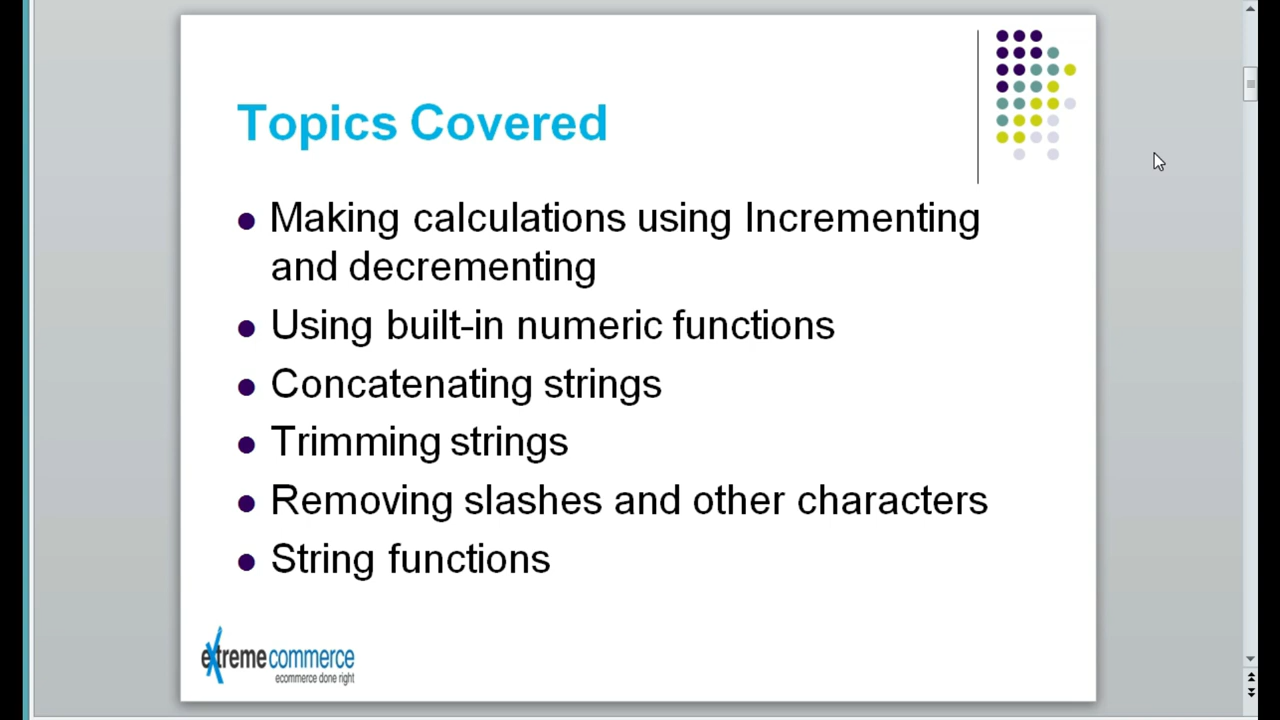 Topics Covered
Making calculations using Incrementing
and decrementing
Using built-in numeric functions
Concatenating strings
Trimming strings
Removing slashes and other characters
String functions
extreme commerce
ecommerce done right